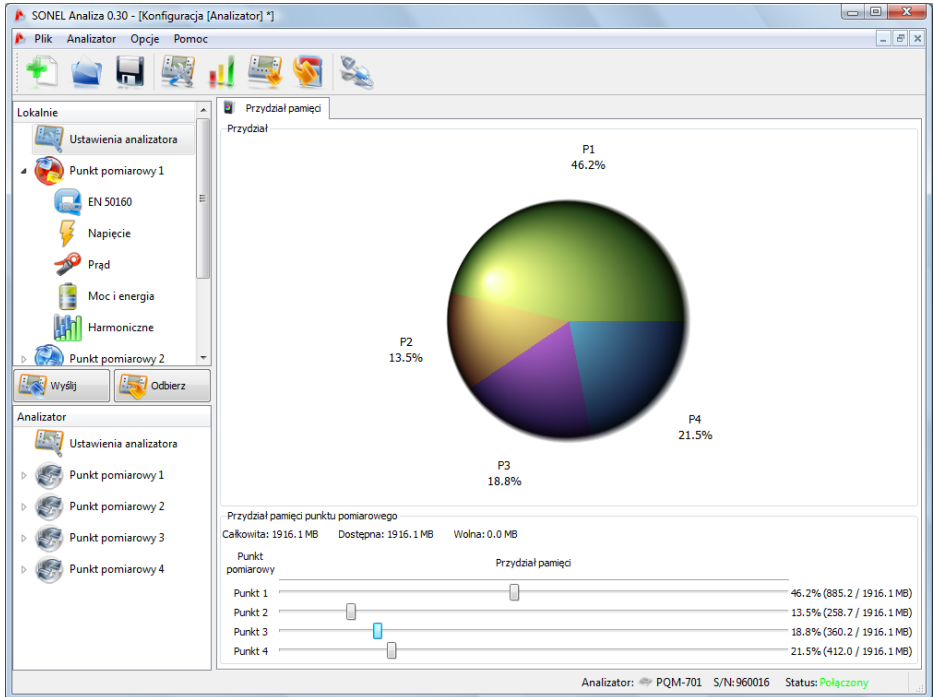 SONEL Analiza 0.30 - [Konfiguracja [Analizator] *]
Plik Analizator Opcje Pomoc
Lokalnie
Ustawienia analizatora
Punkt pomiarowy 1
EN 50160
Napięcie
Prąd
Moc i energia
Harmoniczne
Punkt pomiarowy 2
Wyślij Odbierz
Analizator
Ustawienia analizatora
Punkt pomiarowy 1
Punkt pomiarowy 2
Punkt pomiarowy 3
Punkt pomiarowy 4
Przydział pamięci
Przydział
P1
46.2%
P2
13.5%
P4
21.5%
P3
18.8%
Przydział pamięci punktu pomiarowego
Całkowita: 1916.1 MB Dostępna: 1916.1 MB Wolna: 0.0 MB
Punkt
pomiarowy
Przydział pamięci
Punkt 1 46.2% (885.2 / 1916.1 MB)
Punkt 2 13.5% (258.7 / 1916.1 MB)
Punkt 3 18.8% (360.2 / 1916.1 MB)
Punkt 4 21.5% (412.0 / 1916.1 MB)
Analizator: PQM-701 S/N: 960016 Status: Połączony